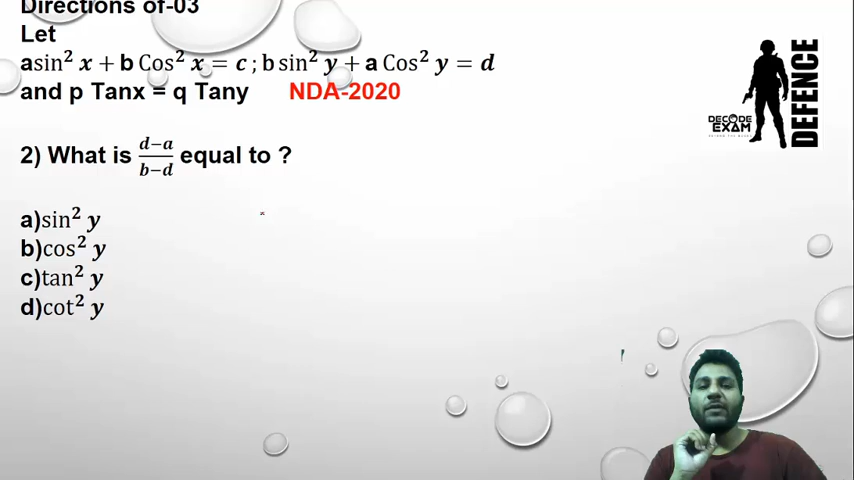 Directions of-03
Let
asin² x + b Cos² x = c ; b sin² y + a Cos² y = d
and p Tanx = q Tany NDA-2020
2) What is \frac{d-a}{b-d} equal to ?
a)sin² y
b)cos² y
c)tan² y
d)cot² y
DECODE
EXAM
DEFENCE